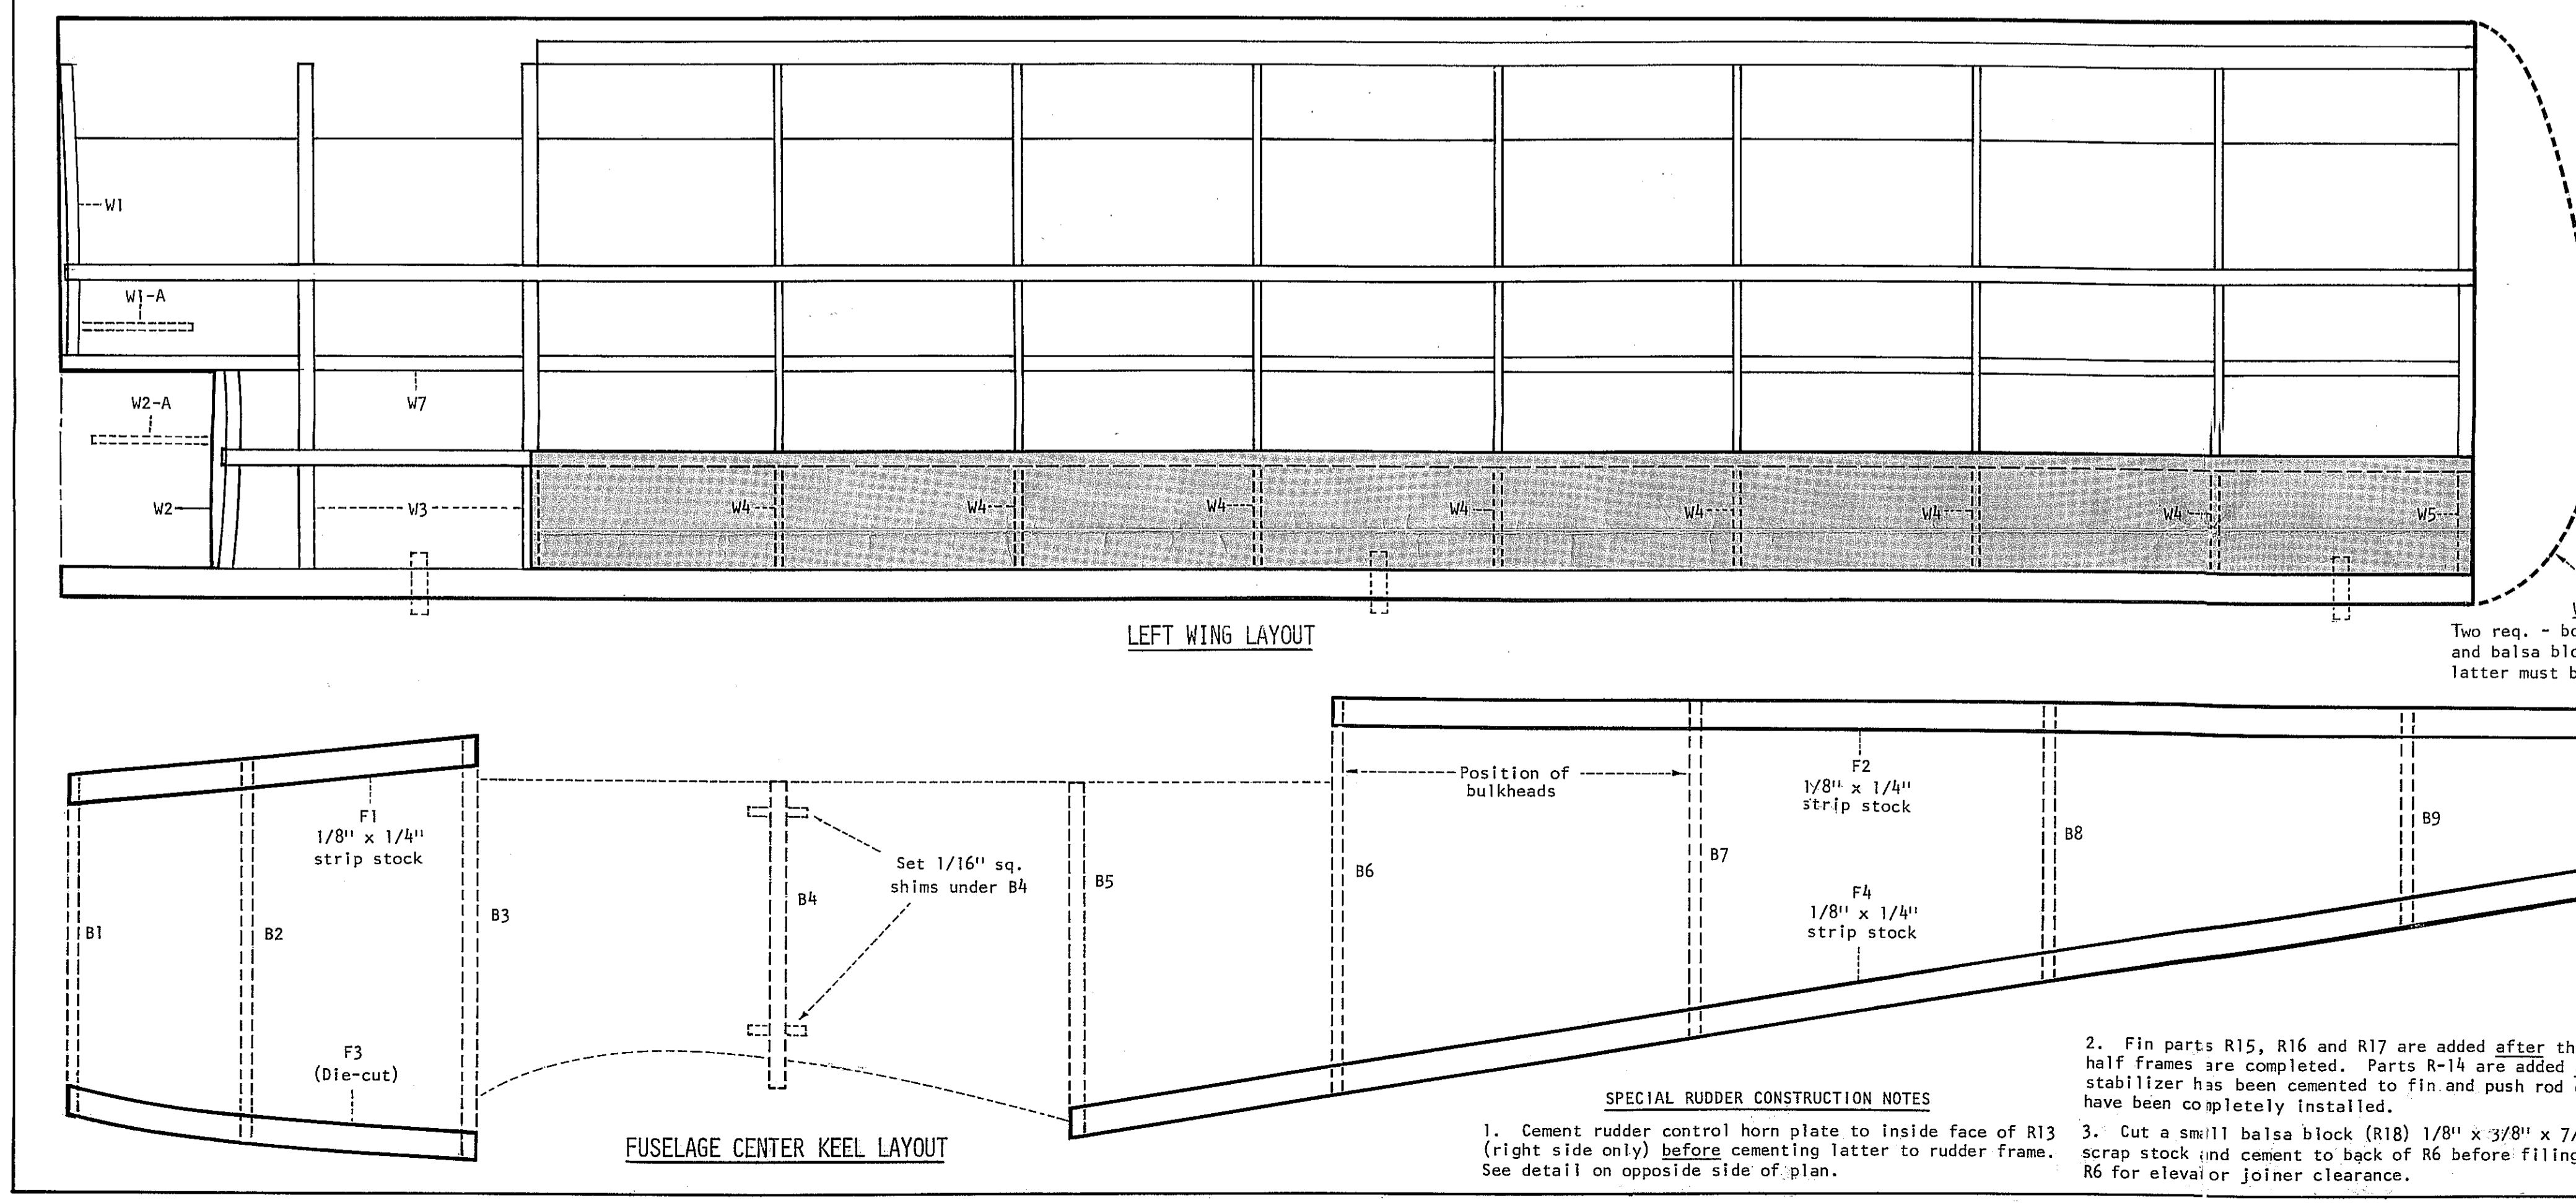 W1
W1-A
W2-A
W7
W2
W3
W4
W4
W4
W4
W4
W4
W4
W5
LEFT WING LAYOUT
Two req. -
and balsa
latter must
F1
1/8" x 1/4"
strip stock
Position of
bulkheads
F2
1/8" x 1/4"
strip stock
Set 1/16" sq.
shims under B4
F4
1/8" x 1/4"
strip stock
B1
B2
B3
B4
B5
B6
B7
B8
B9
F3
(Die-cut)
FUSELAGE CENTER KEEL LAYOUT
SPECIAL RUDDER CONSTRUCTION NOTES
1. Cement rudder control horn plate to inside face of R13
(right side only) before cementing latter to rudder frame.
See detail on opposide side of plan.
2. Fin parts R15, R16 and R17 are added after
half frames are completed. Parts R-14 are added
stabilizer has been cemented to fin and push rod
have been completely installed.
3. Cut a small balsa block (R18) 1/8" x 3/8" x
scrap stock and cement to back of R6 before filing
R6 for elevator joiner clearance.